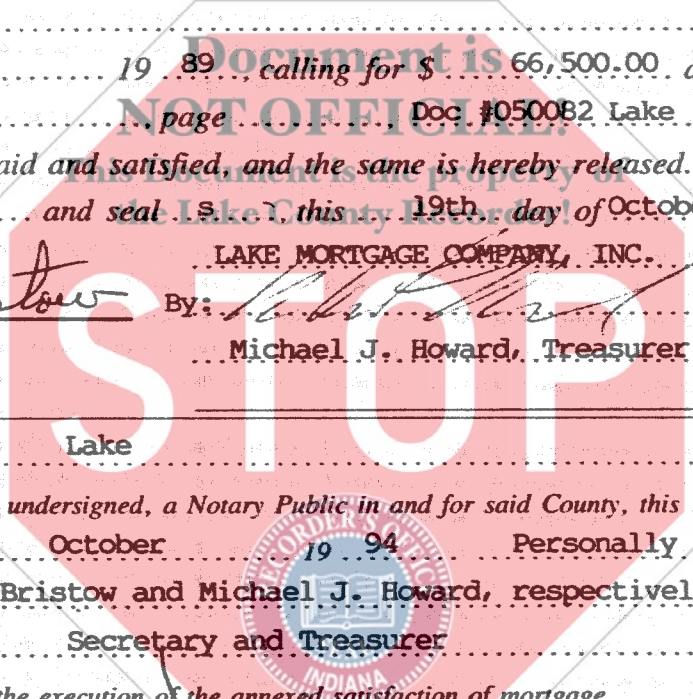 Document is
19 89, calling for $ 66,500.00
NOT OFFICIAL!
, page , Doc #050082 Lake
aid and satisfied, and the same is hereby released.
This Document is the property of
and seal s, this 19th day of Octobe
the Lake County Recorder!
LAKE MORTGAGE COMPANY, INC.
By:
Michael J. Howard, Treasurer
STOP
Lake
undersigned, a Notary Public in and for said County, this
October 19 94 Personally
Bristow and Michael J. Howard, respectivel
Secretary and Treasurer
RECORDER'S OFFICE
INDIANA
the execution of the annexed satisfaction of mortgage